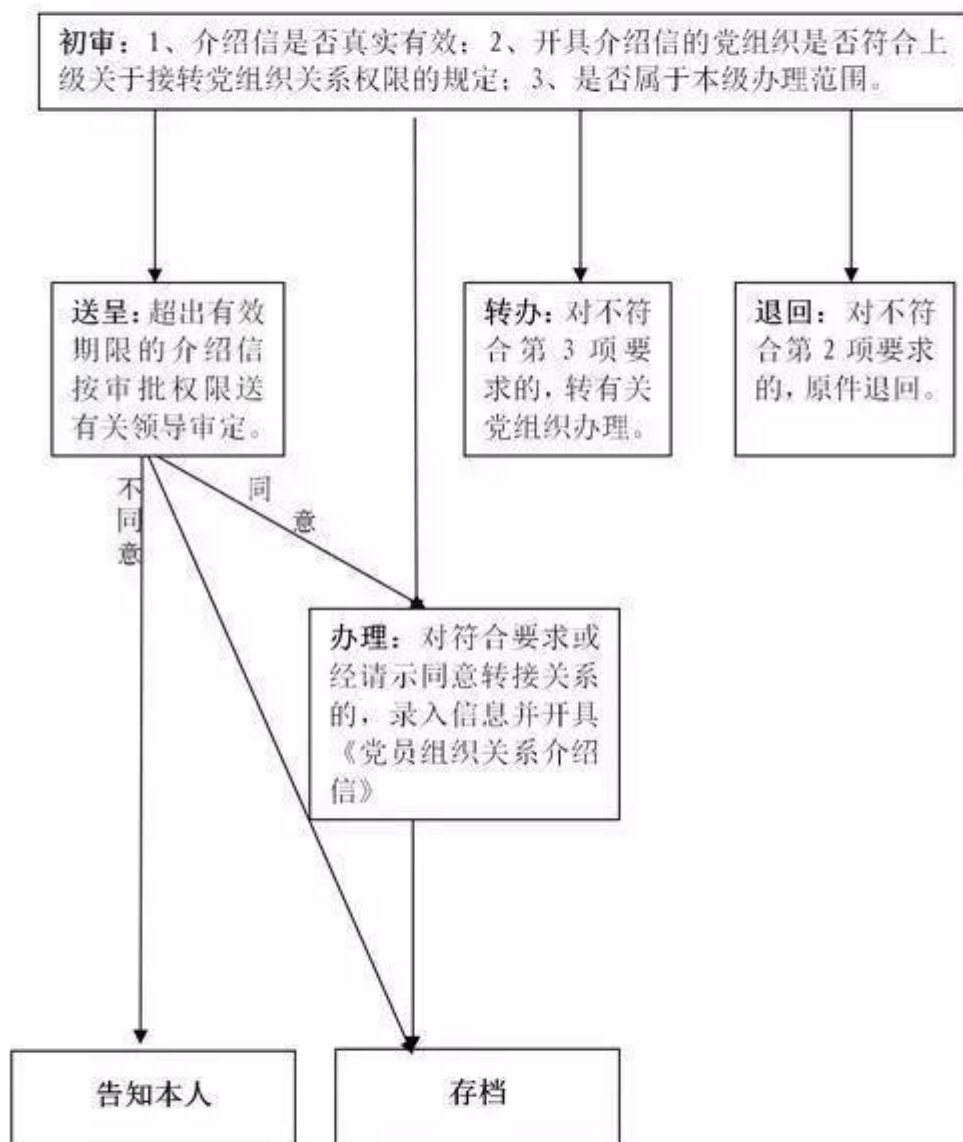 初审：1、介绍信是否真实有效；2、开具介绍信的党组织是否符合上
级关于接转党组织关系权限的规定；3、是否属于本级办理范围。
送呈：超出有效
期限的介绍信
按审批权限送
有关领导审定。
转办：对不符
合第 3 项要
求的，转有关
党组织办理。
退回：对不符
合第 2 项要求
的，原件退回。
不
同
意
同
意
办理：对符合要求或
经请示同意转接关系
的，录入信息并开具
《党员组织关系介绍
信》
告知本人
存档